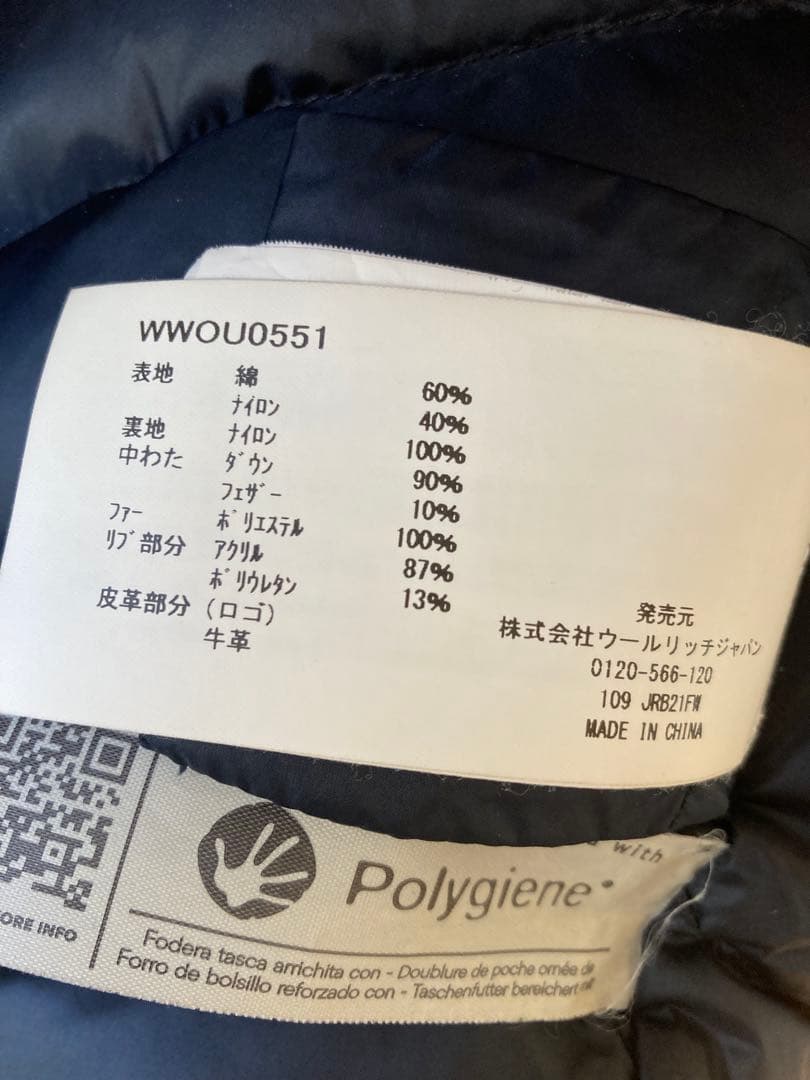 WWOU0551
表地 綿 60%
ナイロン 40%
裏地 ナイロン 100%
中わた ダウン 90%
フェザー 10%
ファー ポリエステル 100%
リブ部分 アクリル 87%
ポリウレタン 13%
皮革部分 (ロゴ)
牛革
発売元
株式会社ウールリッチジャパン
0120-566-120
109 JRB21FW
MADE IN CHINA
with
Polygiene
ORE INFO
Fodera tasca arrichita con - Doublure de poche ornée de
Forro de bolsillo reforzado con - Taschenfutter bereichert mit